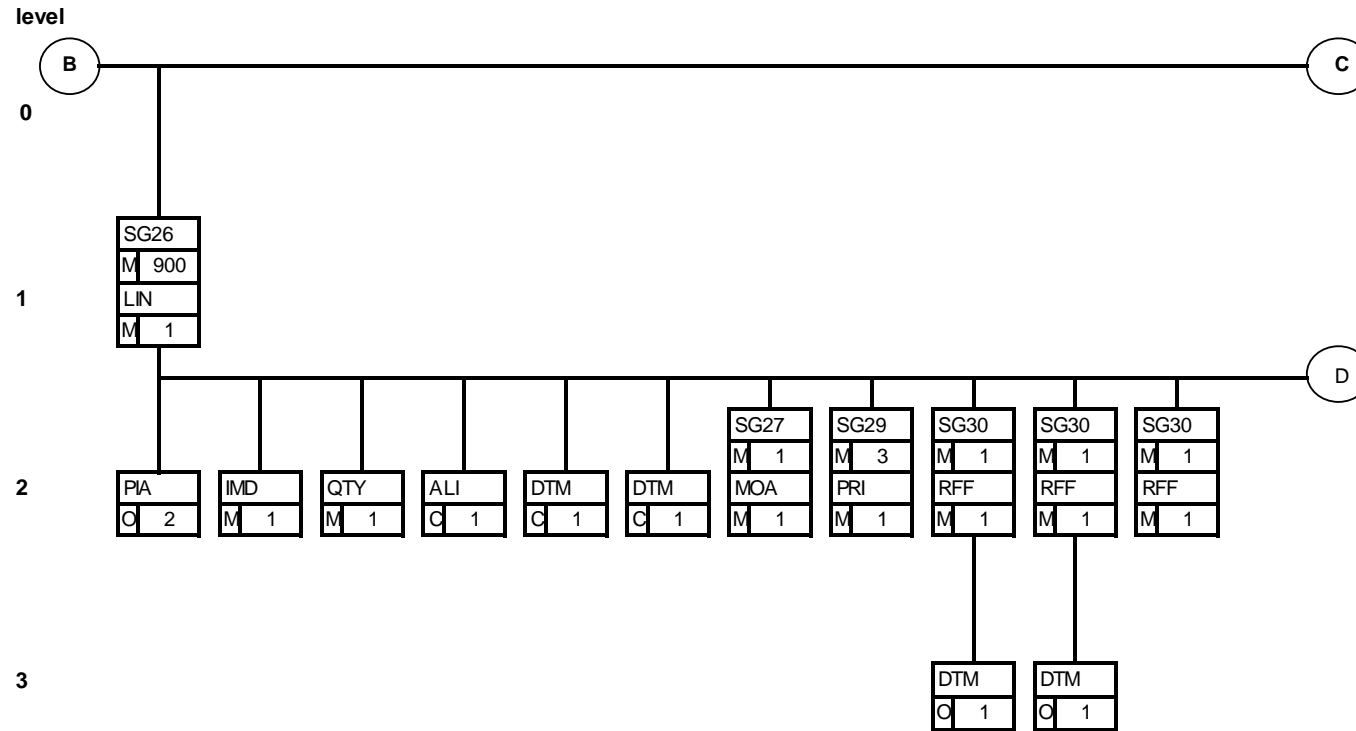 level
B C
0
SG26
M 900
1 LIN
M 1
D
SG27 SG29 SG30 SG30 SG30
M 1 M 3 M 1 M 1 M 1
2 PIA IMD QTY ALI DTM DTM MOA PRI RFF RFF RFF
O 2 M 1 M 1 C 1 C 1 C 1 M 1 M 1 M 1 M 1 M 1
3 DTM DTM
O 1 O 1